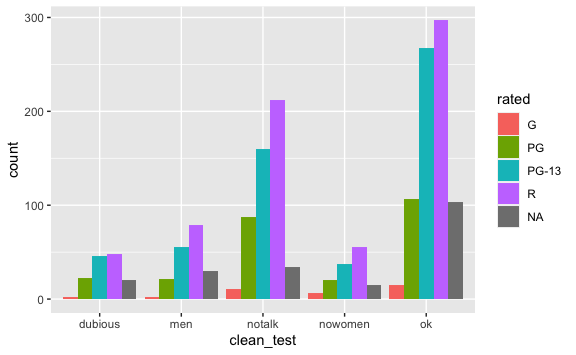 300
200
100
0
count
dubious
men
notalk
nowomen
ok
clean_test
rated
G
PG
PG-13
R
NA